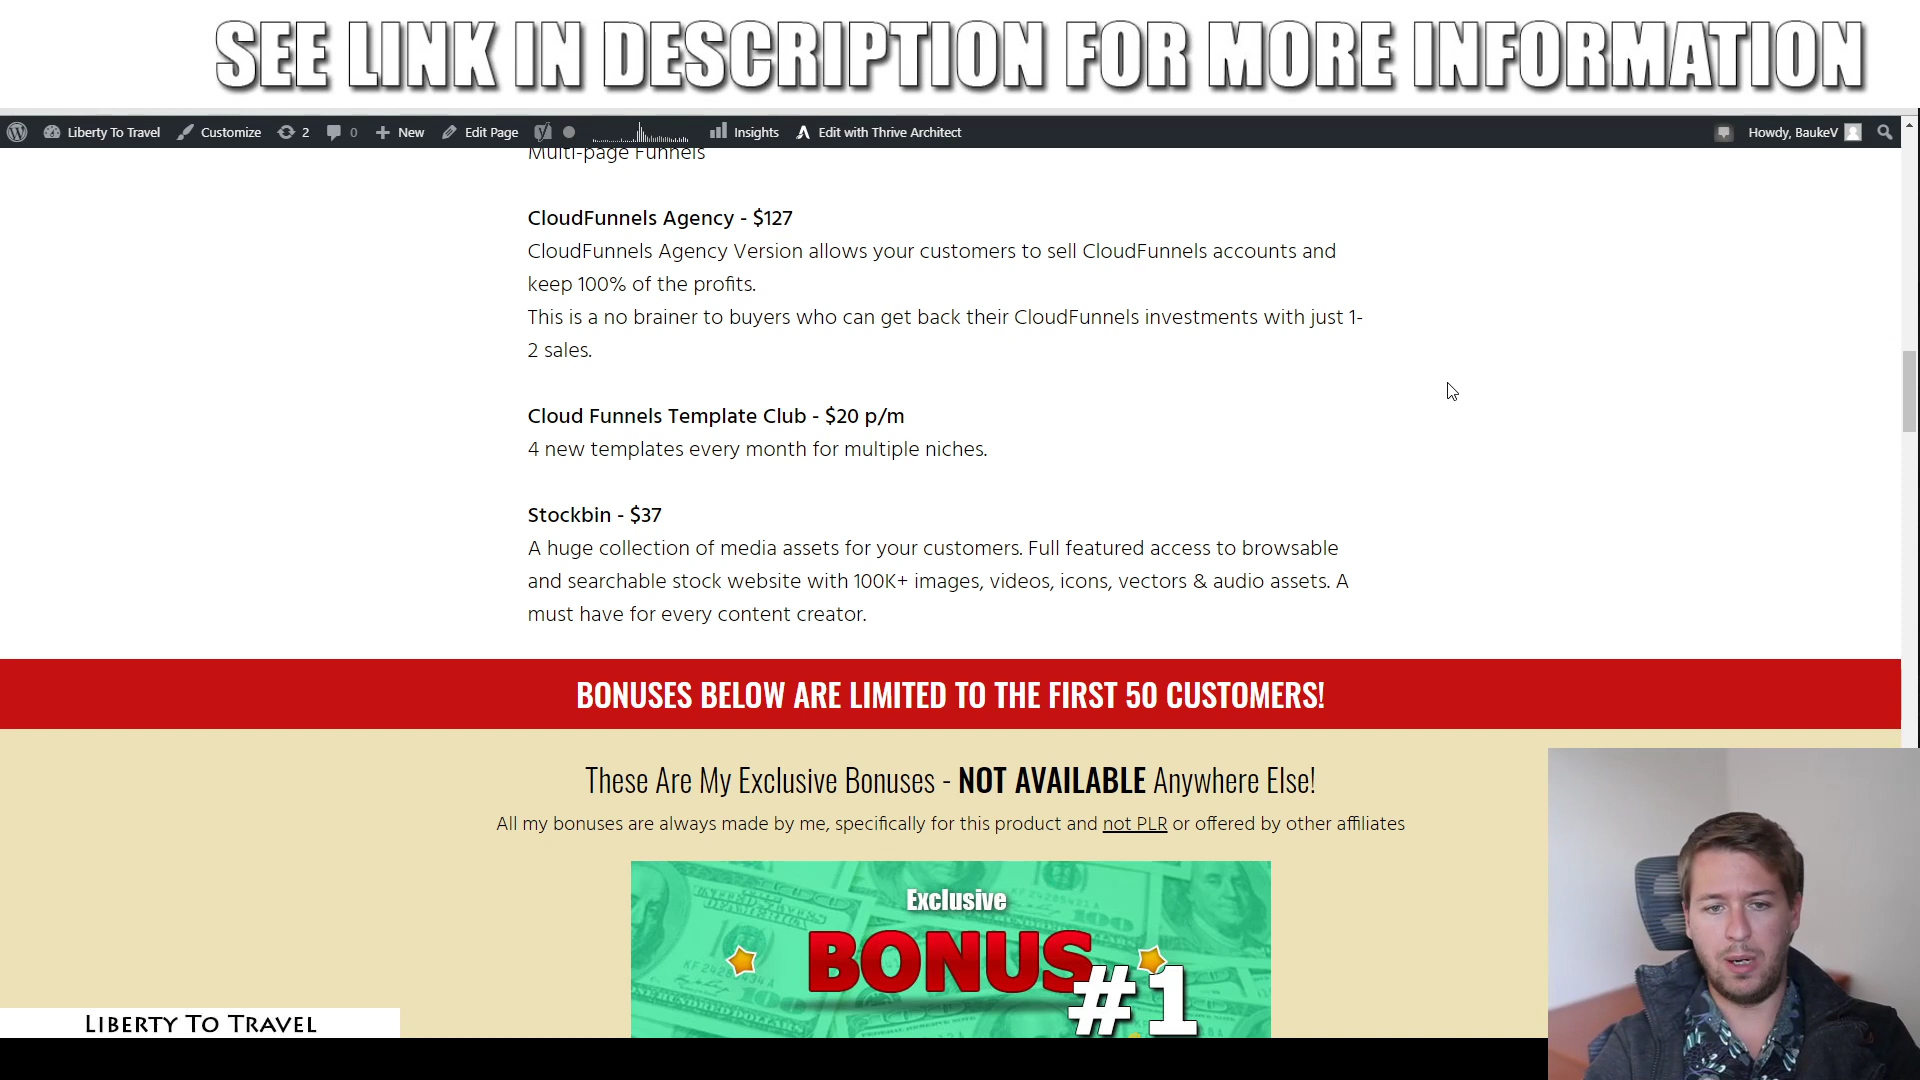 SEE LINK IN DESCRIPTION FOR MORE INFORMATION
Liberty To Travel Customize 2 0 New Edit Page Insights Edit with Thrive Architect Howdy, BaukeV
Multi-page Funnels
CloudFunnels Agency - $127
CloudFunnels Agency Version allows your customers to sell CloudFunnels accounts and
keep 100% of the profits.
This is a no brainer to buyers who can get back their CloudFunnels investments with just 1-
2 sales.
Cloud Funnels Template Club - $20 p/m
4 new templates every month for multiple niches.
Stockbin - $37
A huge collection of media assets for your customers. Full featured access to browsable
and searchable stock website with 100K+ images, videos, icons, vectors & audio assets. A
must have for every content creator.
BONUSES BELOW ARE LIMITED TO THE FIRST 50 CUSTOMERS!
These Are My Exclusive Bonuses - NOT AVAILABLE Anywhere Else!
All my bonuses are always made by me, specifically for this product and not PLR or offered by other affiliates
Exclusive
BONUS
#1
LIBERTY TO TRAVEL